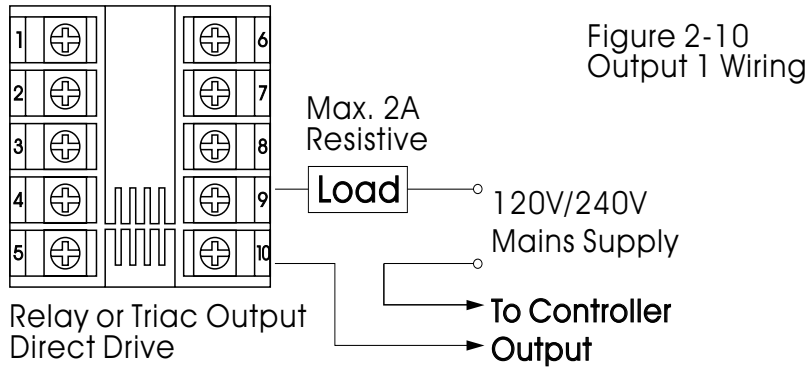 1
2
3
4
5
6
7
8
9
10
Figure 2-10
Output 1 Wiring
Max. 2A
Resistive
Load
120V/240V
Mains Supply
To Controller
Output
Relay or Triac Output
Direct Drive